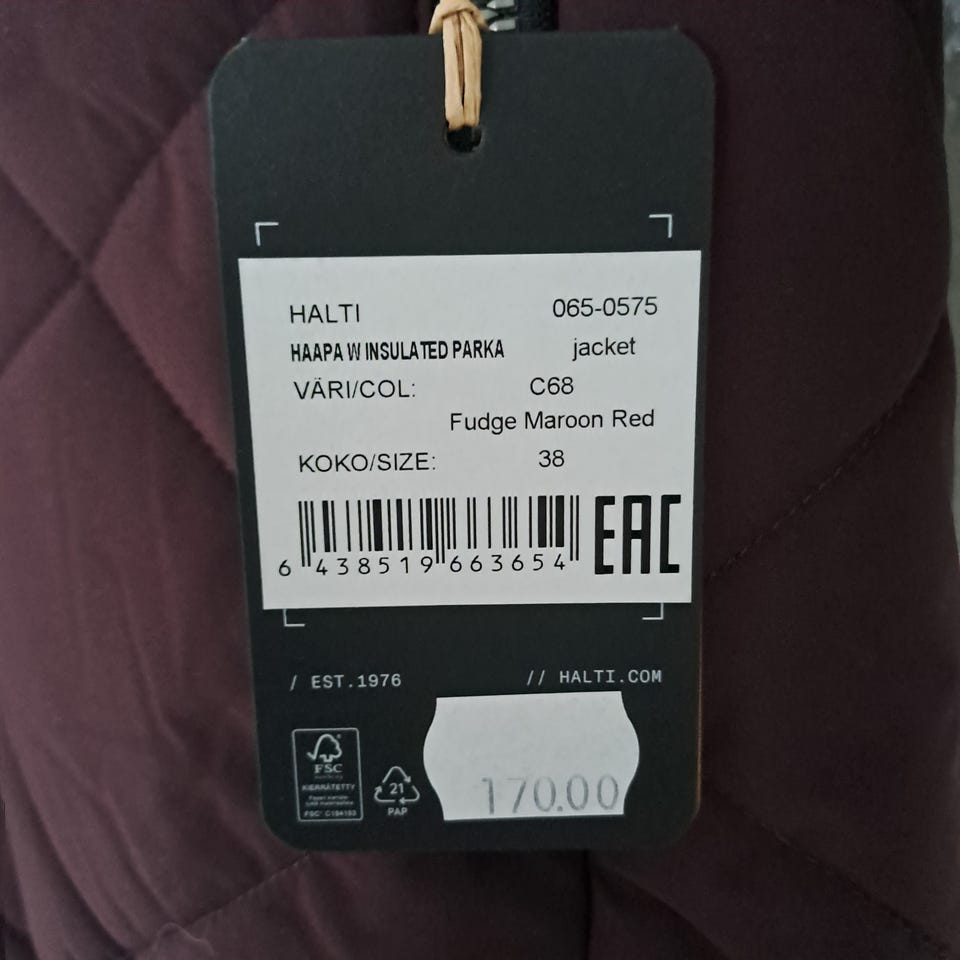 HALTI 065-0575
HAAPA W INSULATED PARKA jacket
VÄRI/COL: C68
Fudge Maroon Red
KOKO/SIZE: 38
6 438519 663654
EAC
/ EST.1976 // HALTI.COM
FSC
KIERRÄTETTY
21
PAP
170.00